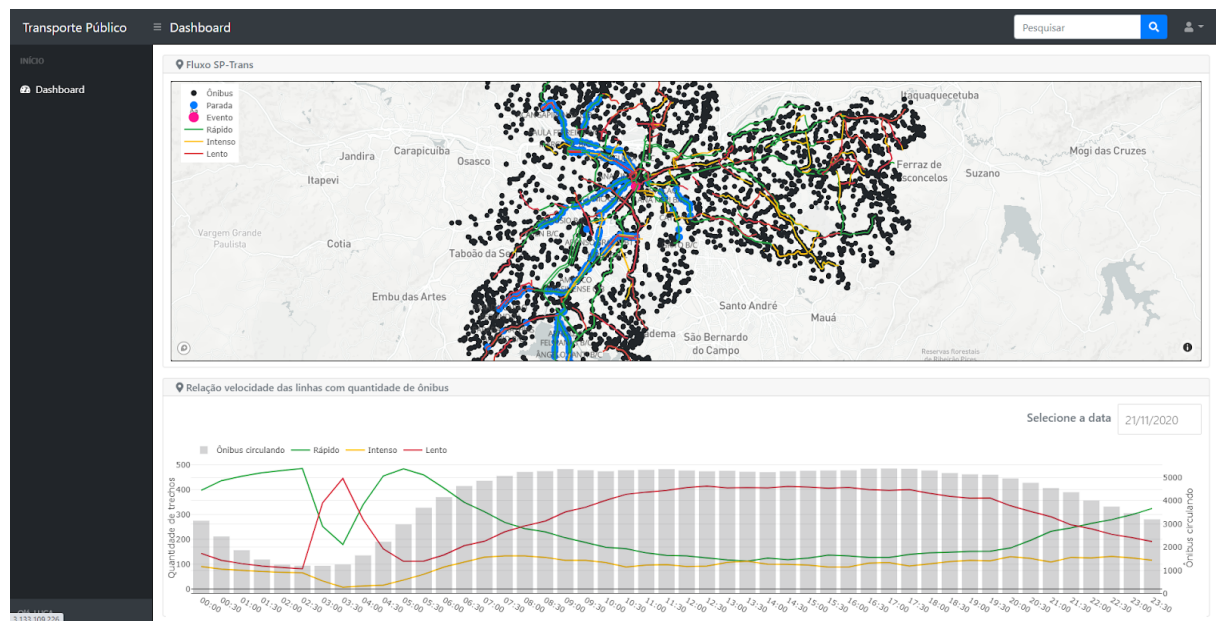 Transporte Público
Dashboard
Pesquisar
INÍCIO
Dashboard
Fluxo SP-Trans
Ônibus
Parada
Evento
Rápido
Intenso
Lento
Itaquaquecetuba
Jandira
Carapicuíba
Osasco
Mogi das Cruzes
Ferraz de
Suzano
Itapevi
Vargem Grande
Paulista
Cotia
Taboão da
Embu das Artes
Santo André
Mauá
São Bernardo
do Campo
Reservas florestais
de Ribeirão Pires
Relação velocidade das linhas com quantidade de ônibus
Selecione a data
21/11/2020
Ônibus circulando Rápido Intenso Lento
Quantidade de trechos
500
400
300
200
100
0
Ônibus circulando
5000
4000
3000
2000
1000
0
00:00 00:30 01:00 01:30 02:00 02:30 03:00 03:30 04:00 04:30 05:00 05:30 06:00 06:30 07:00 07:30 08:00 08:30 09:00 09:30 10:00 10:30 11:00 11:30 12:00 12:30 13:00 13:30 14:00 14:30 15:00 15:30 16:00 16:30 17:00 17:30 18:00 18:30 19:00 19:30 20:00 20:30 21:00 21:30 22:00 22:30 23:00 23:30
3.133.109.226